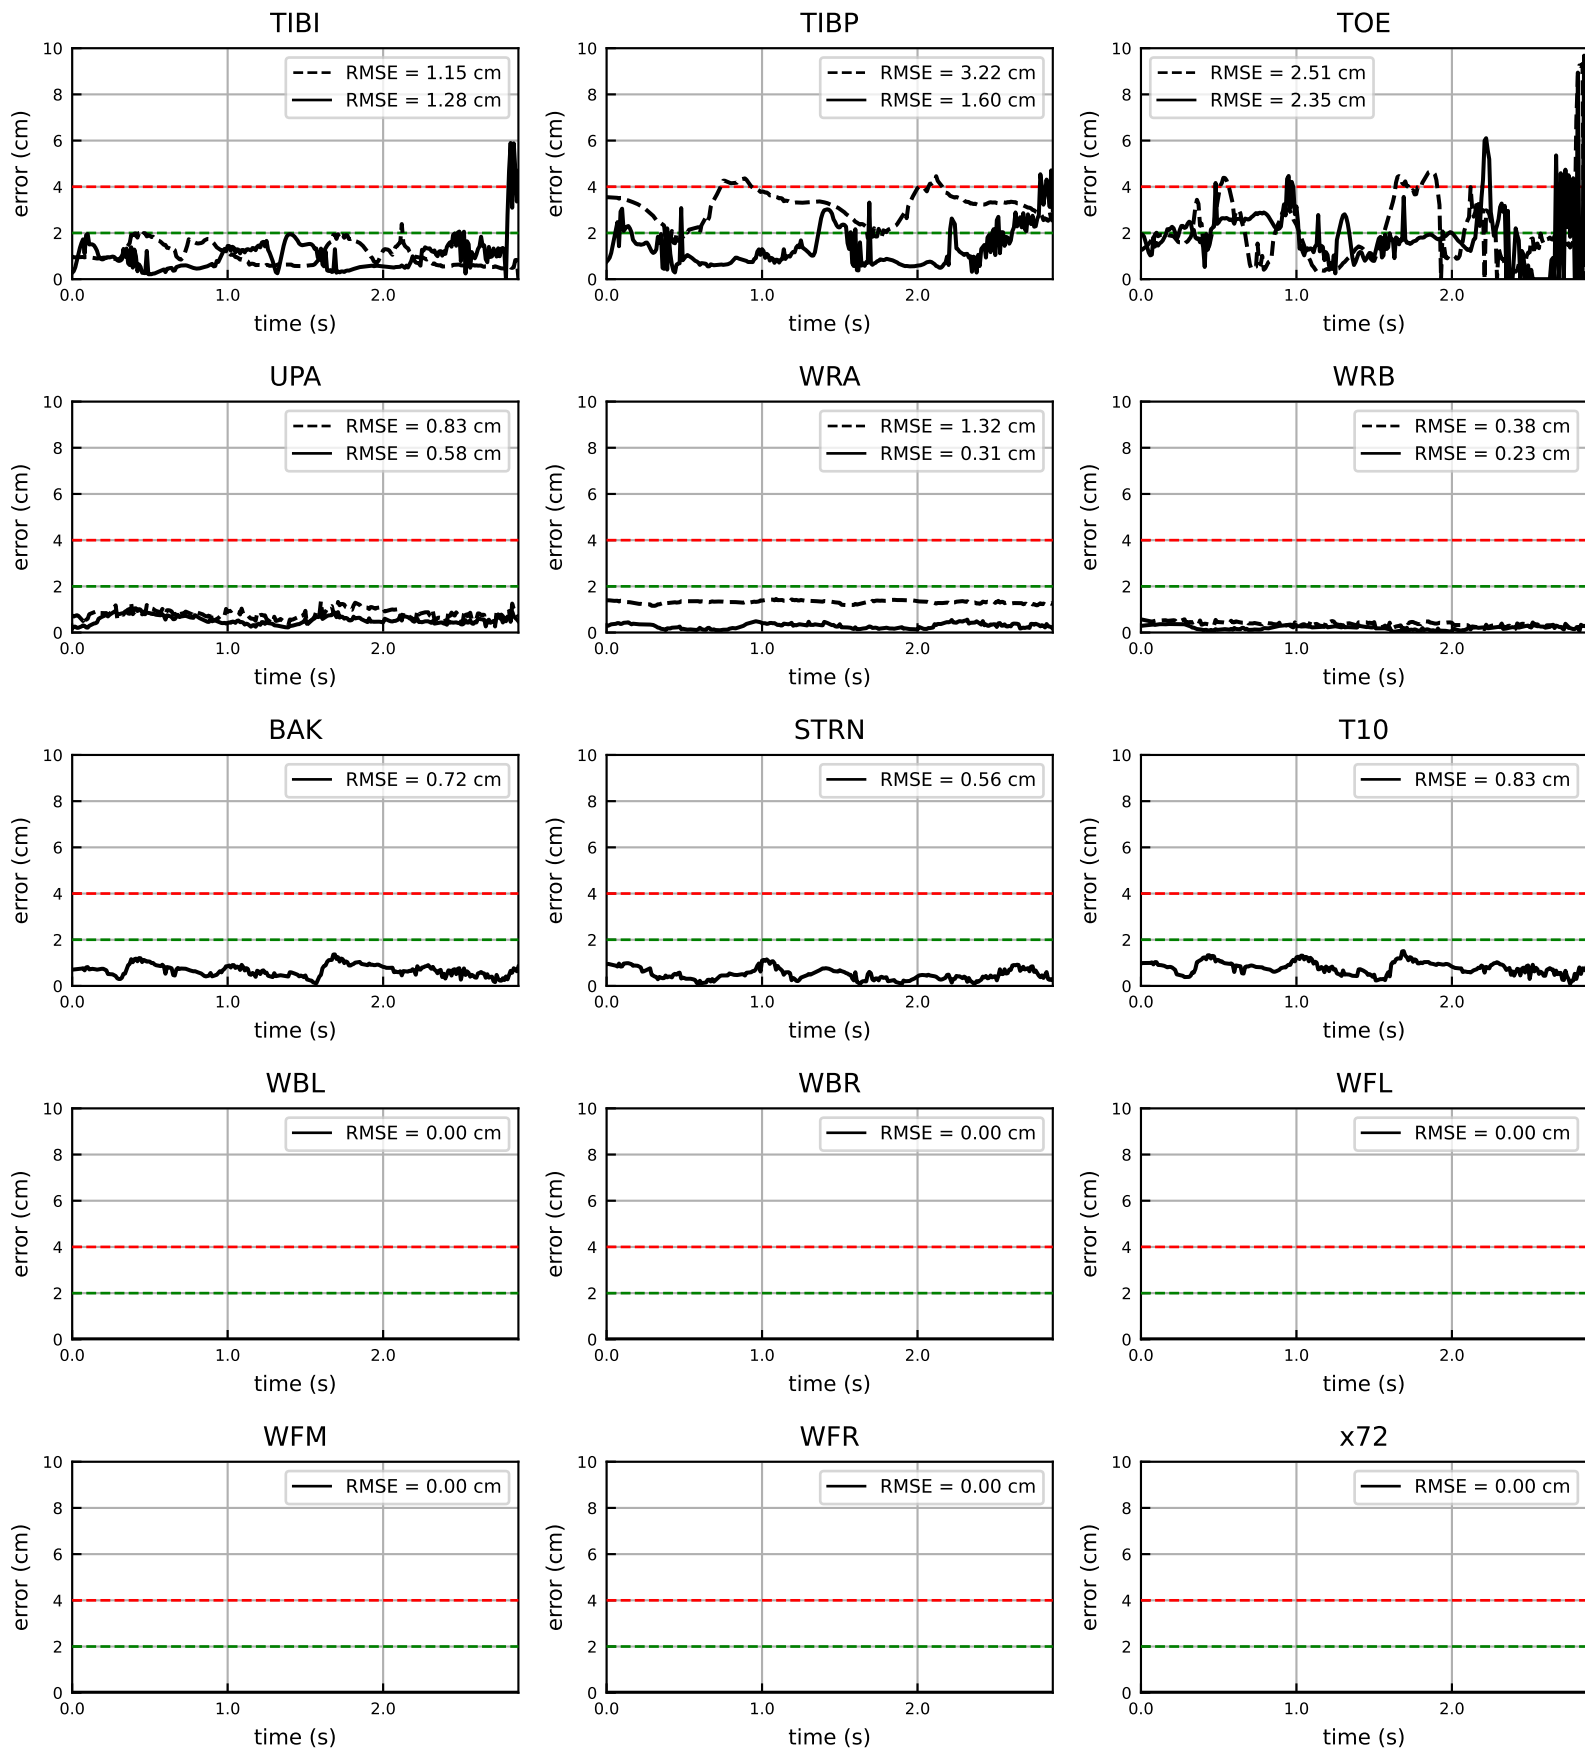 TIBI
TIBP
TOE
10
8
6
4
2
0
error (cm)
RMSE = 1.15 cm
RMSE = 1.28 cm
0.0
1.0
2.0
time (s)
10
8
6
4
2
0
error (cm)
RMSE = 3.22 cm
RMSE = 1.60 cm
0.0
1.0
2.0
time (s)
10
8
6
4
2
0
error (cm)
RMSE = 2.51 cm
RMSE = 2.35 cm
0.0
1.0
2.0
time (s)
UPA
WRA
WRB
10
8
6
4
2
0
error (cm)
RMSE = 0.83 cm
RMSE = 0.58 cm
0.0
1.0
2.0
time (s)
10
8
6
4
2
0
error (cm)
RMSE = 1.32 cm
RMSE = 0.31 cm
0.0
1.0
2.0
time (s)
10
8
6
4
2
0
error (cm)
RMSE = 0.38 cm
RMSE = 0.23 cm
0.0
1.0
2.0
time (s)
BAK
STRN
T10
10
8
6
4
2
0
error (cm)
RMSE = 0.72 cm
0.0
1.0
2.0
time (s)
10
8
6
4
2
0
error (cm)
RMSE = 0.56 cm
0.0
1.0
2.0
time (s)
10
8
6
4
2
0
error (cm)
RMSE = 0.83 cm
0.0
1.0
2.0
time (s)
WBL
WBR
WFL
10
8
6
4
2
0
error (cm)
RMSE = 0.00 cm
0.0
1.0
2.0
time (s)
10
8
6
4
2
0
error (cm)
RMSE = 0.00 cm
0.0
1.0
2.0
time (s)
10
8
6
4
2
0
error (cm)
RMSE = 0.00 cm
0.0
1.0
2.0
time (s)
WFM
WFR
x72
10
8
6
4
2
0
error (cm)
RMSE = 0.00 cm
0.0
1.0
2.0
time (s)
10
8
6
4
2
0
error (cm)
RMSE = 0.00 cm
0.0
1.0
2.0
time (s)
10
8
6
4
2
0
error (cm)
RMSE = 0.00 cm
0.0
1.0
2.0
time (s)